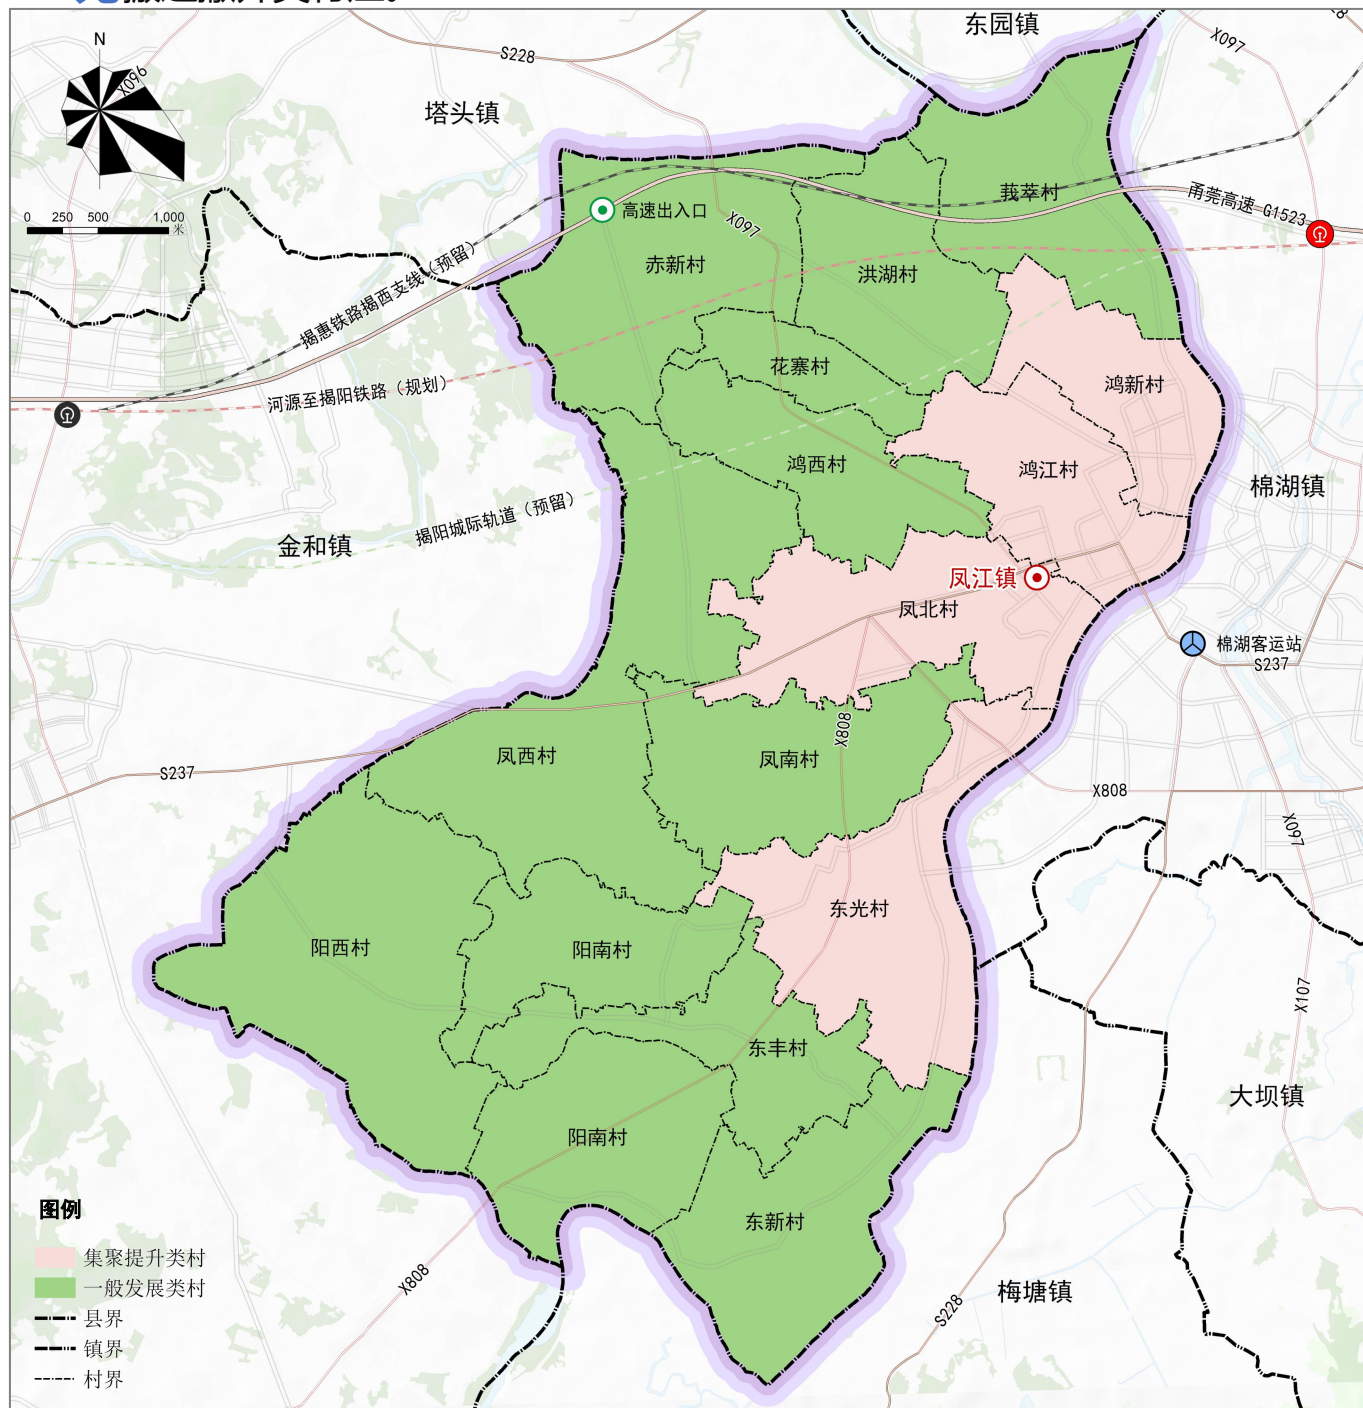 东园镇
S228
X097
N
X096
塔头镇
莪萃村
甬莞高速 G1523
0 250 500 1,000
米
高速出入口
X097
赤新村
洪湖村
揭惠铁路揭西支线（预留）
花寨村
鸿新村
河源至揭阳铁路（规划）
鸿西村
鸿江村
棉湖镇
揭阳城际轨道（预留）
金和镇
凤江镇
凤北村
棉湖客运站
S237
X808
凤西村
凤南村
S237
X808
X097
东光村
阳西村
阳南村
X107
东丰村
大坝镇
阳南村
东新村
图例
集聚提升类村
一般发展类村
县界
镇界
村界
X808
S228
梅塘镇